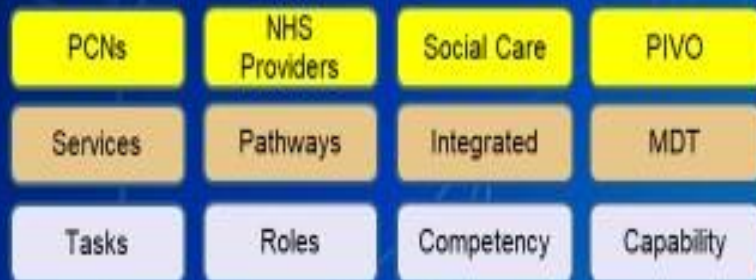 PCNs
NHS
Providers
Social Care
PIVO
Services
Pathways
Integrated
MDT
Tasks
Roles
Competency
Capability